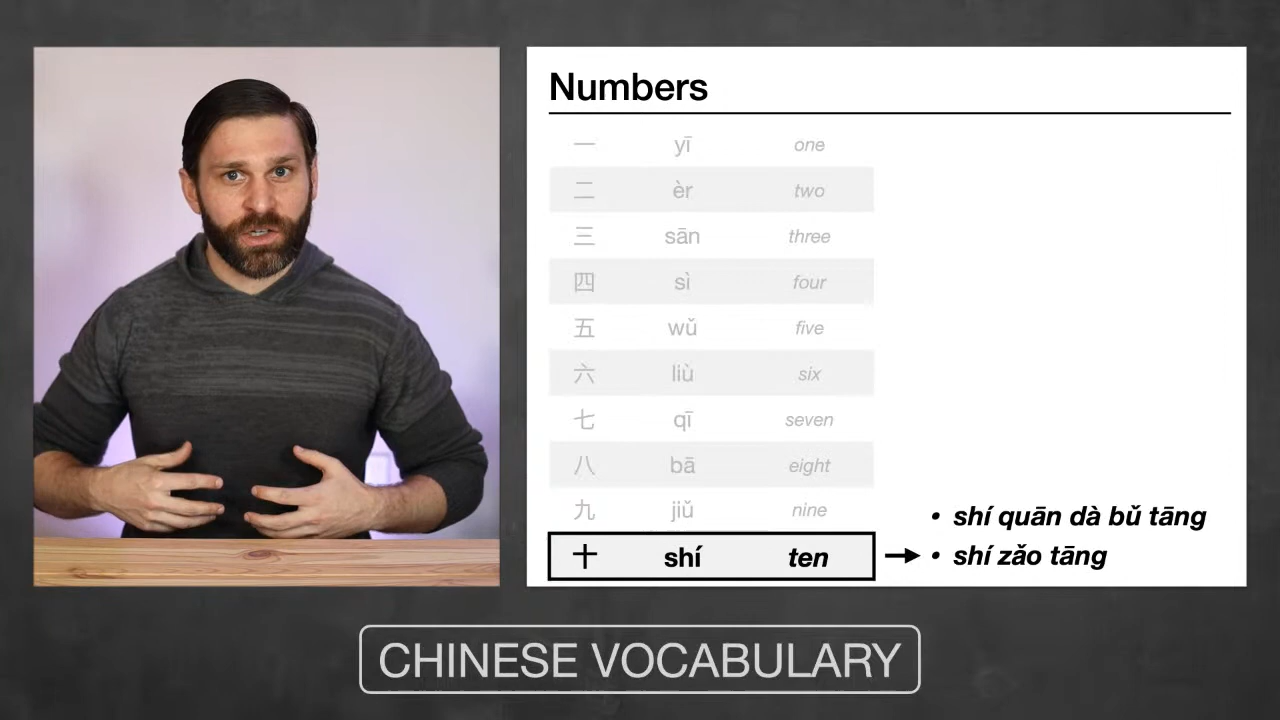 Numbers
一 yī one
二 èr two
三 sān three
四 sì four
五 wǔ five
六 liù six
七 qī seven
八 bā eight
九 jiǔ nine
十 shí ten
• shí quān dà bǔ tāng
• shí zǎo tāng
CHINESE VOCABULARY